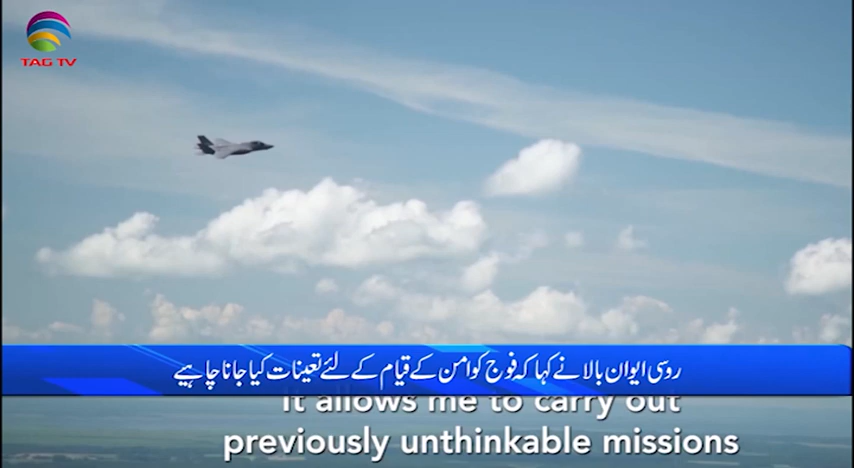 TAG TV
روسی ایوان بالا نے کہا کہ فوج کو امن کے قیام کے لئے تعینات کیا جانا چاہیے
It allows me to carry out
previously unthinkable missions